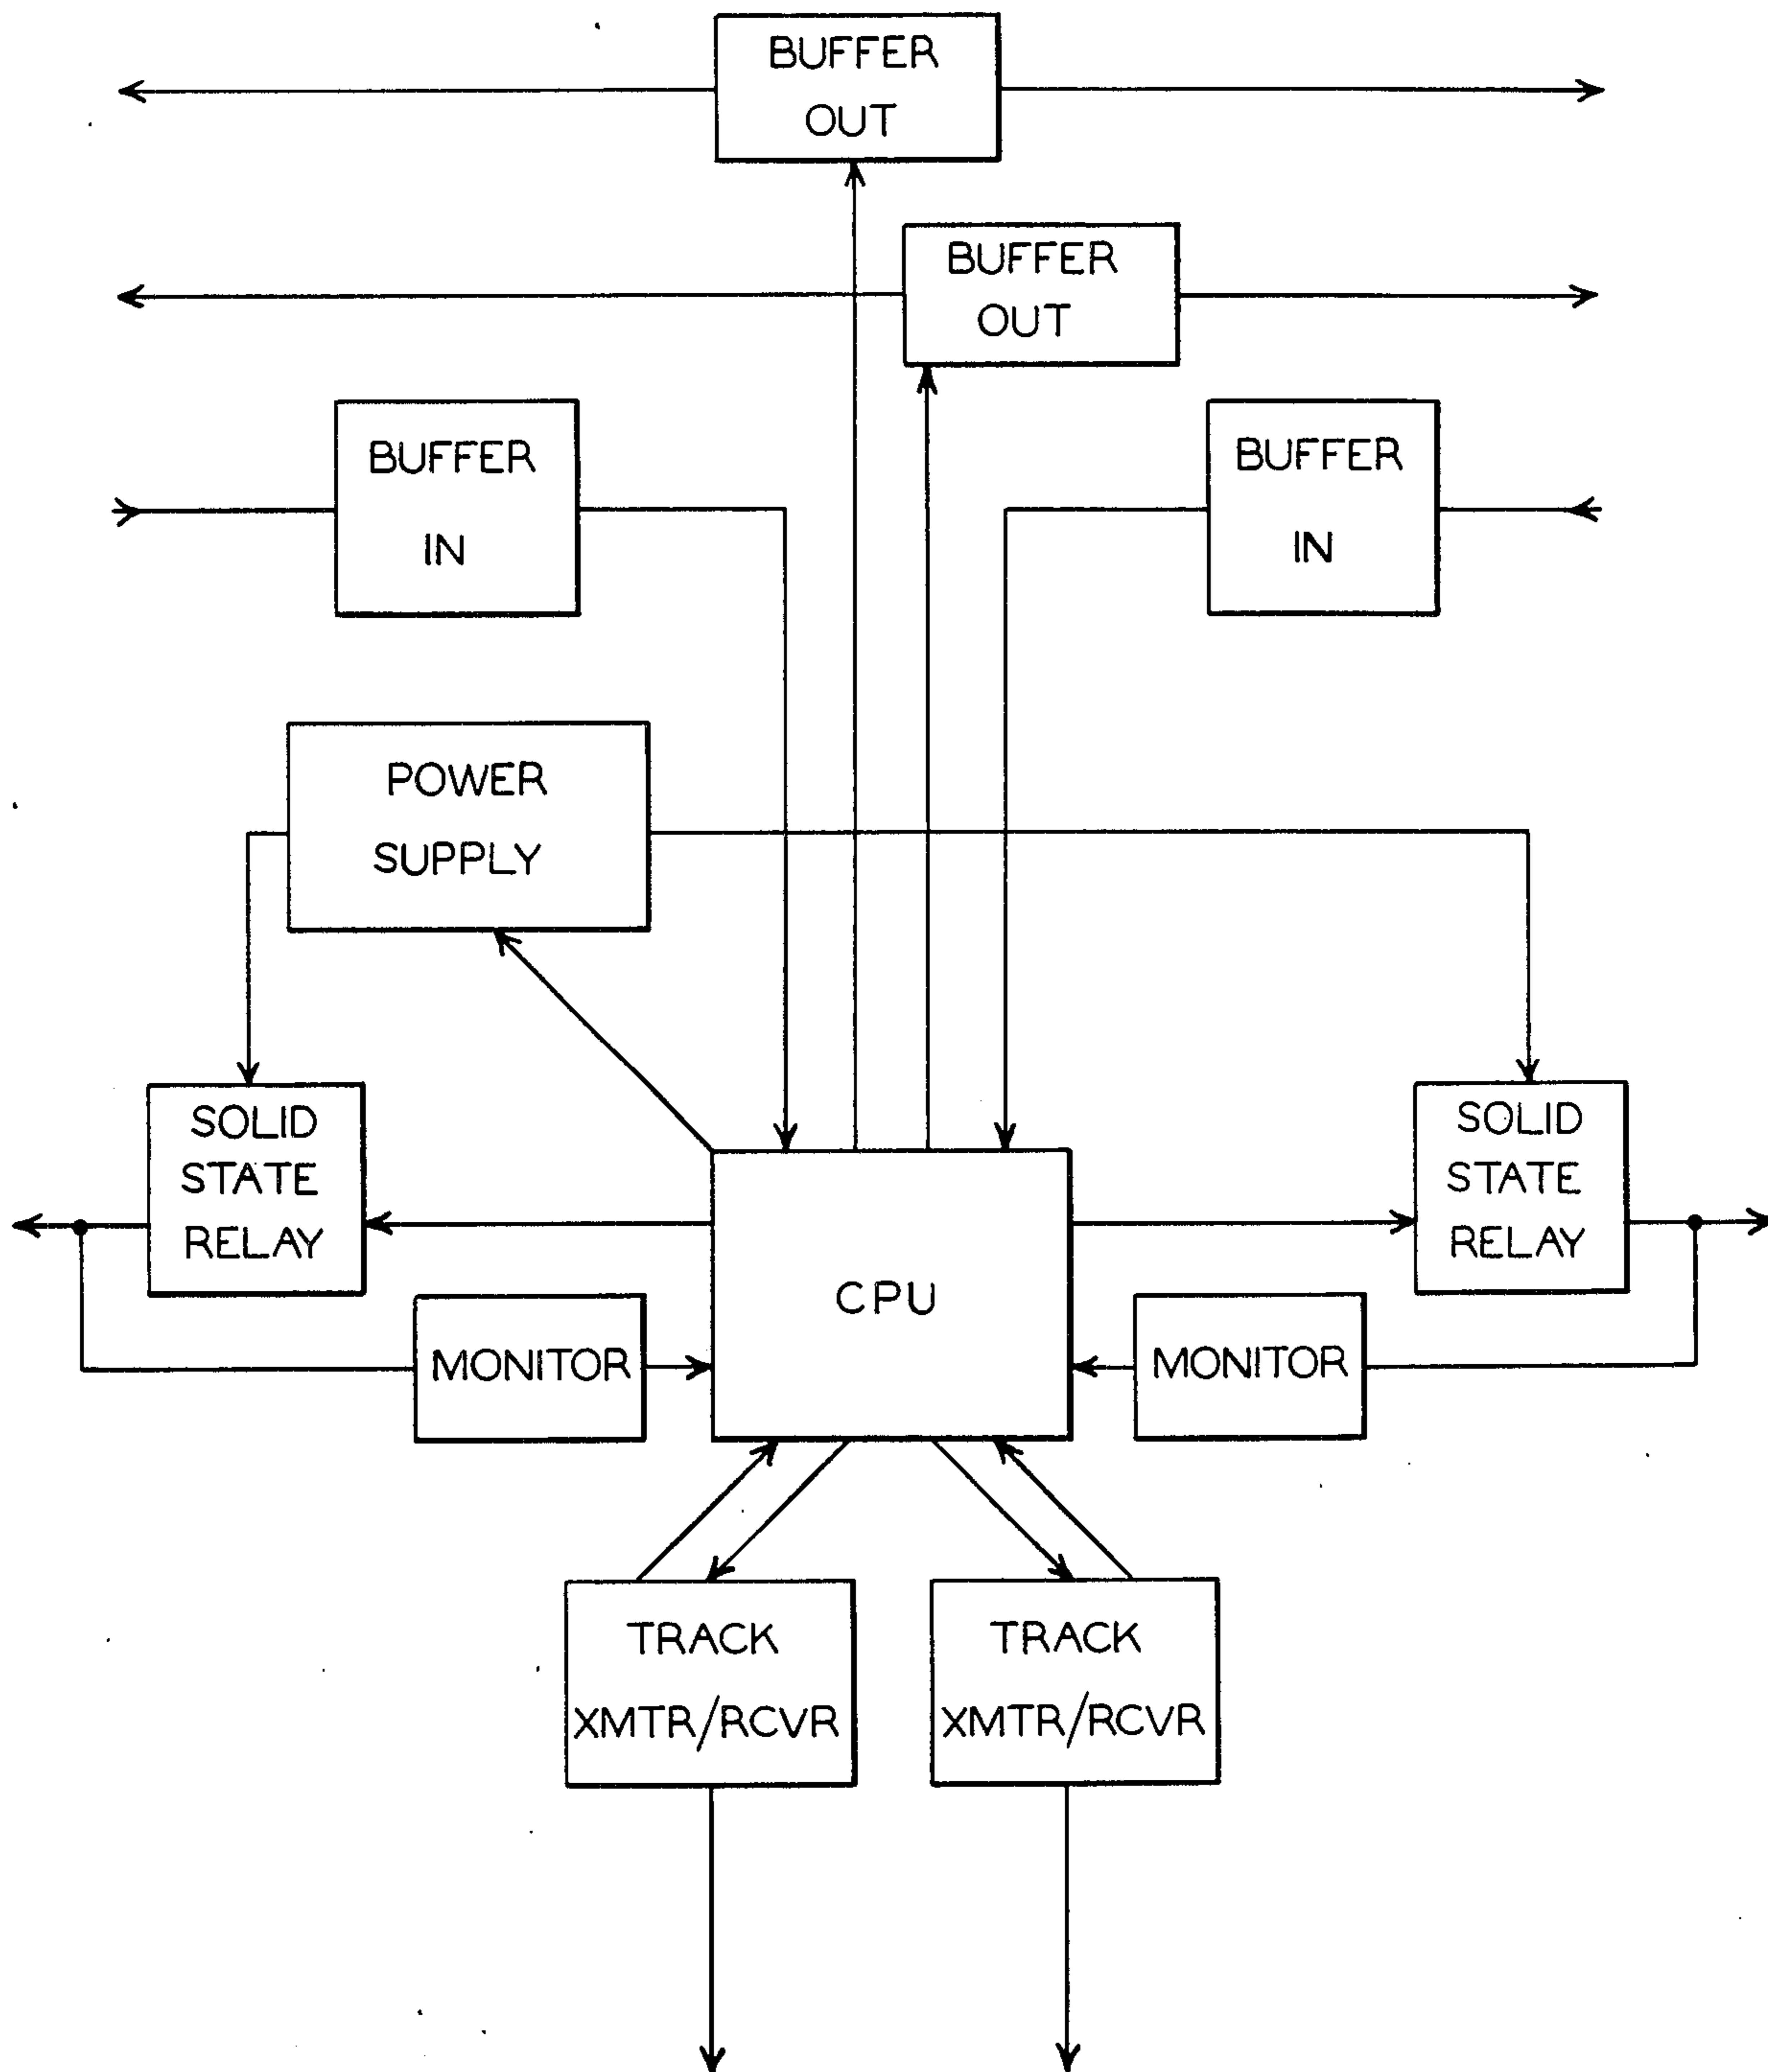 BUFFER
OUT
BUFFER
OUT
BUFFER
IN
BUFFER
IN
POWER
SUPPLY
SOLID
STATE
RELAY
SOLID
STATE
RELAY
CPU
MONITOR
MONITOR
TRACK
XMTR/RCVR
TRACK
XMTR/RCVR